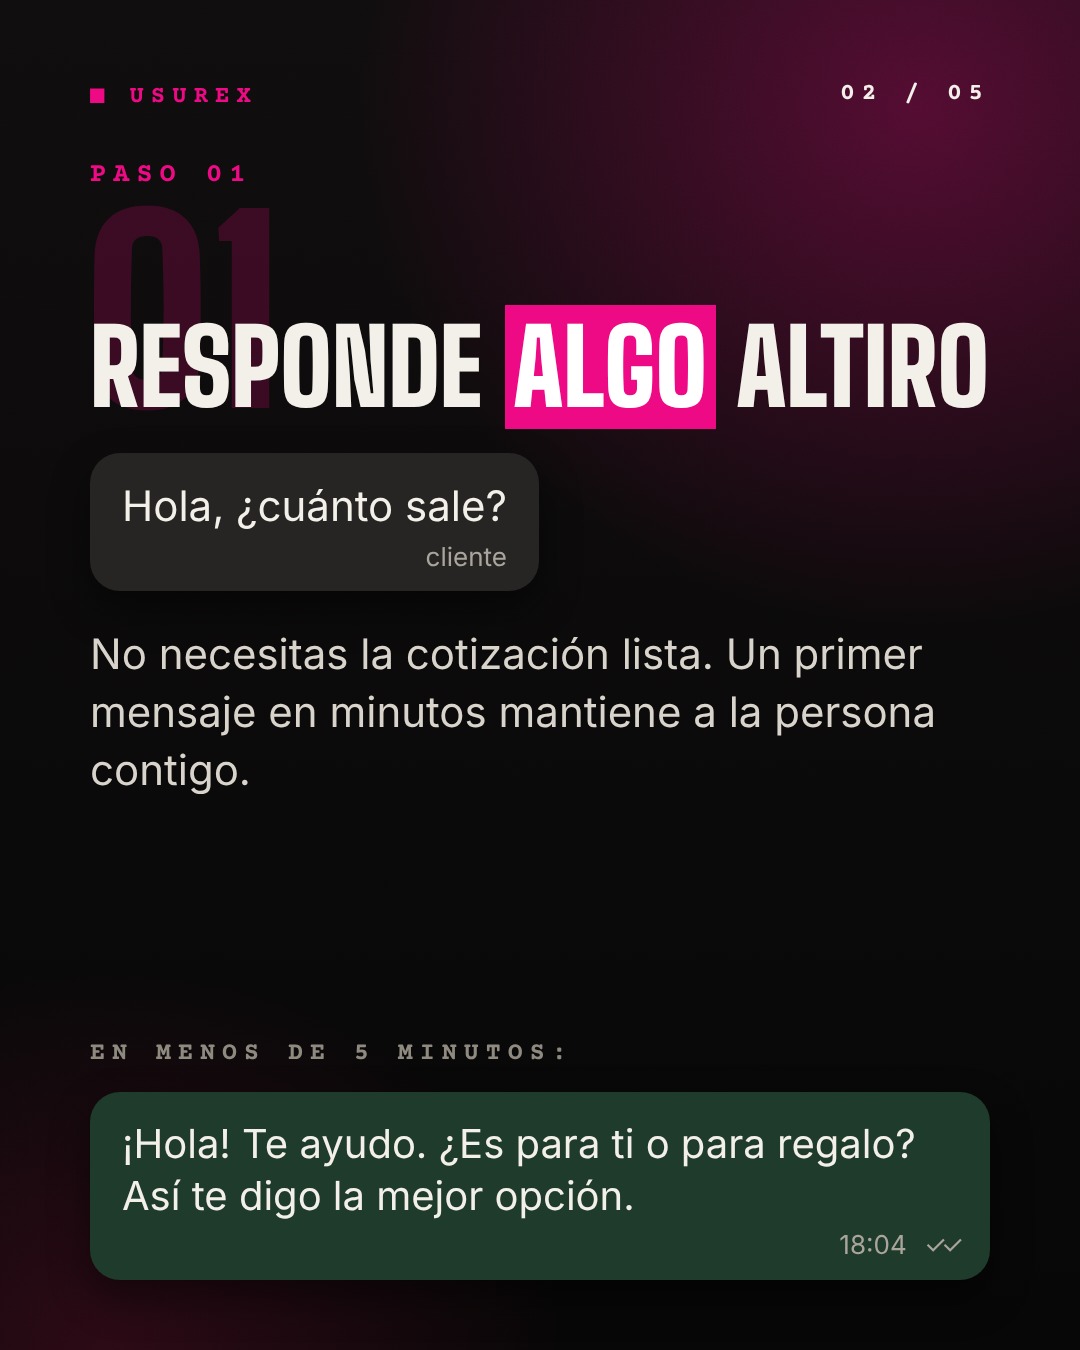 USUREX
02 / 05
PASO 01
01
RESPONDE ALGO ALTIRO
Hola, ¿cuánto sale?
cliente
No necesitas la cotización lista. Un primer
mensaje en minutos mantiene a la persona
contigo.
EN MENOS DE 5 MINUTOS:
¡Hola! Te ayudo. ¿Es para ti o para regalo?
Así te digo la mejor opción.
18:04